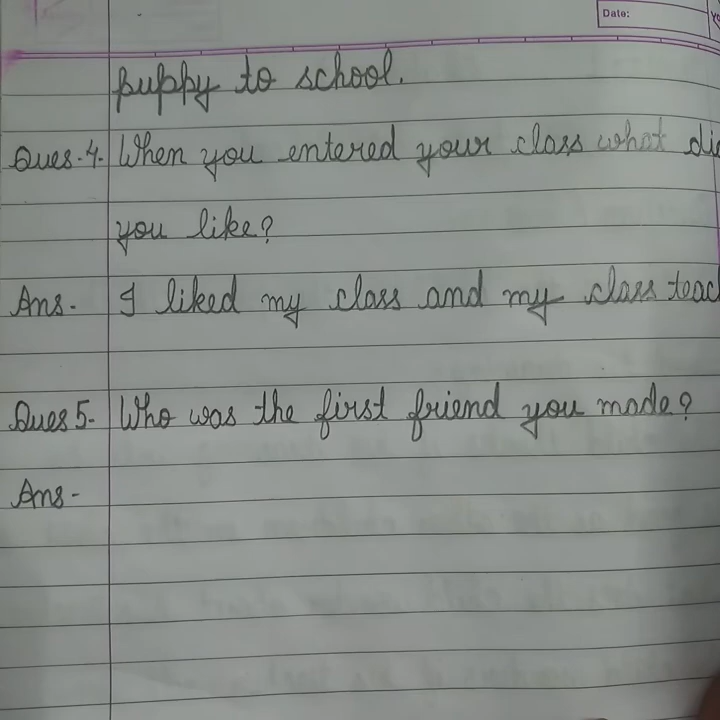 Date:
puppy to school.
Ques.4. When you entered your class what
you like?
Ans. I liked my class and my class
Ques 5. Who was the first friend you made?
Ans-